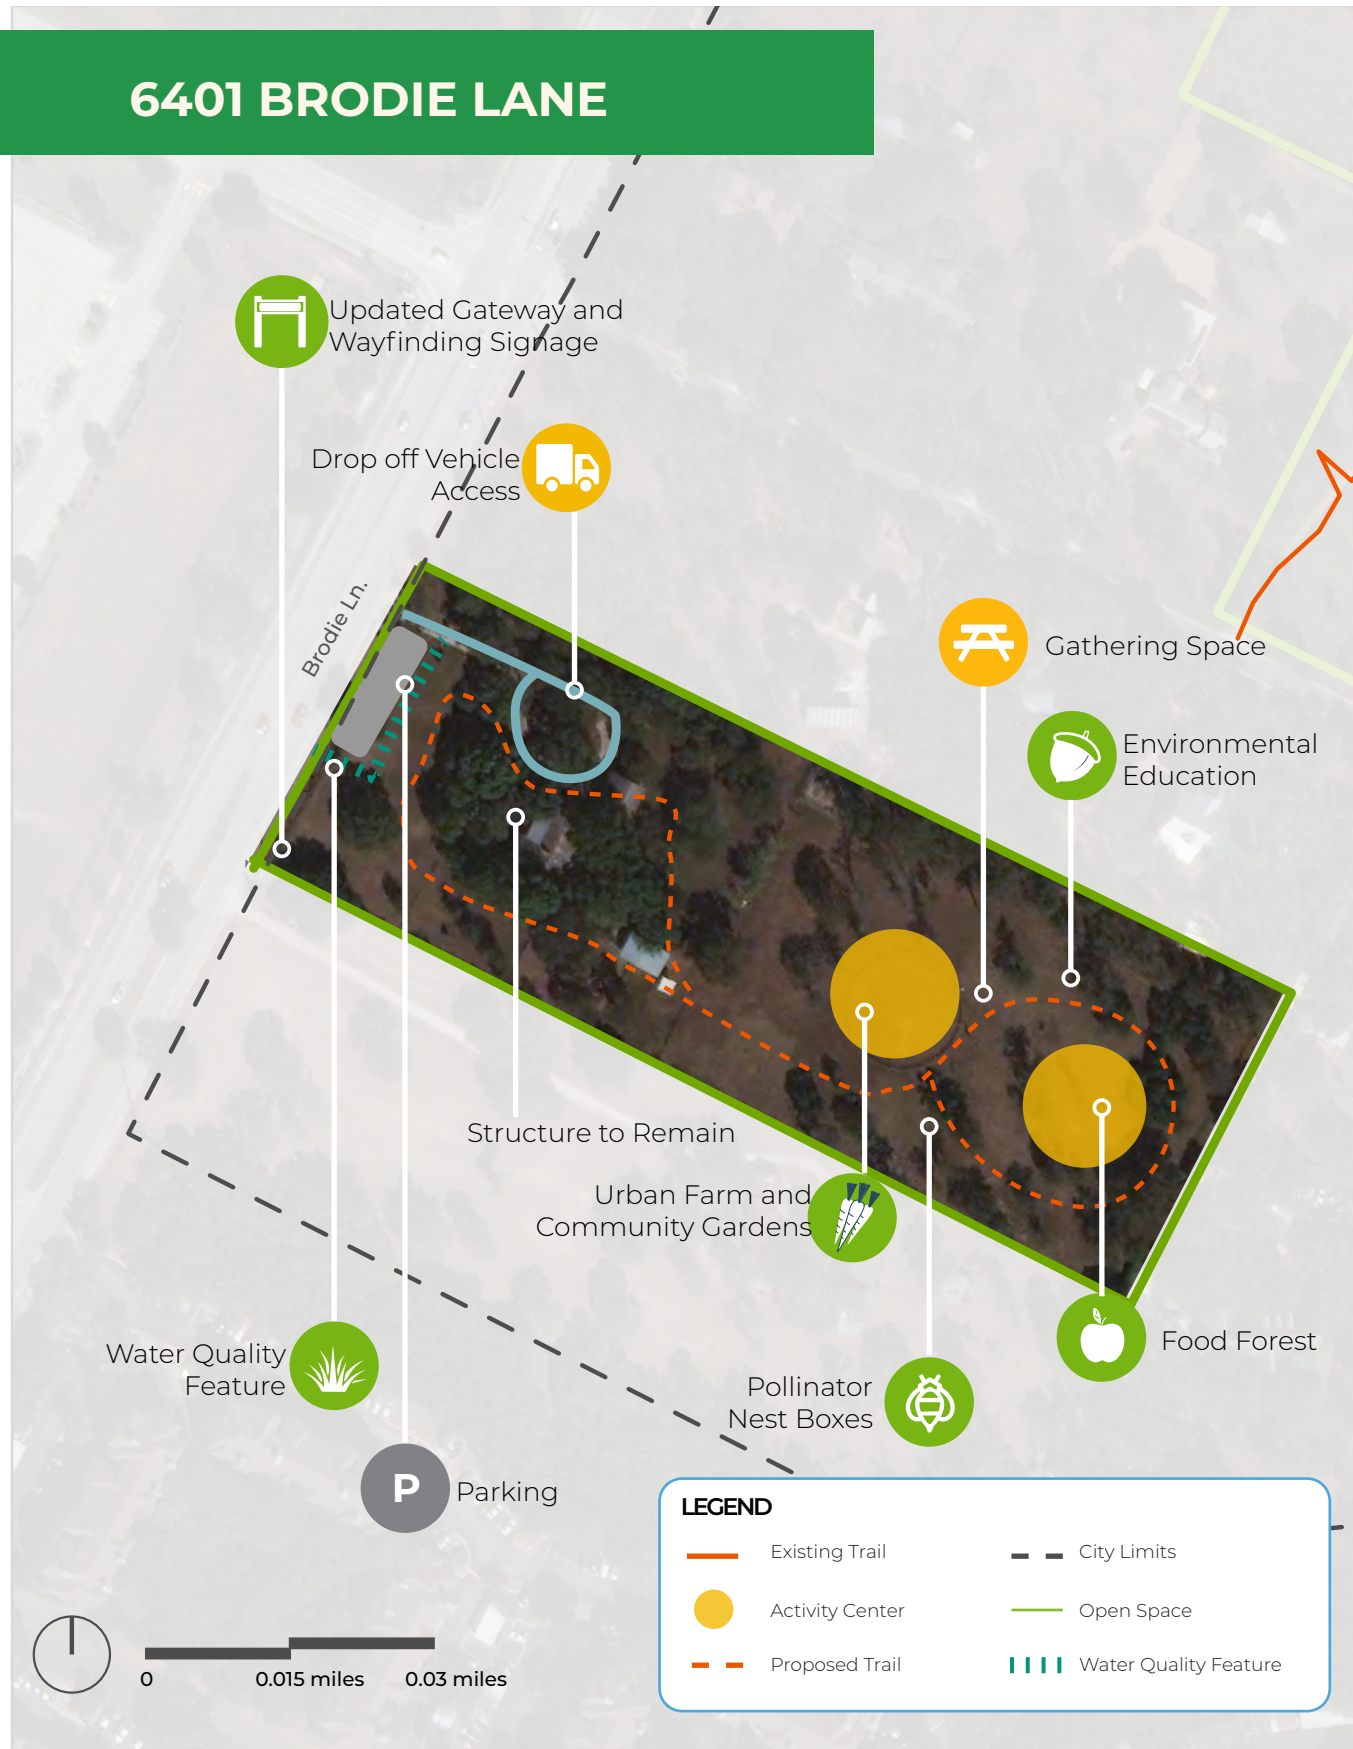 6401 BRODIE LANE
Updated Gateway and
Wayfinding Signage
Drop off Vehicle
Access
Brodie Ln.
Gathering Space
Environmental
Education
Structure to Remain
Urban Farm and
Community Gardens
Water Quality
Feature
Food Forest
Pollinator
Nest Boxes
P
Parking
LEGEND
Existing Trail
City Limits
Activity Center
Open Space
Proposed Trail
Water Quality Feature
0
0.015 miles
0.03 miles